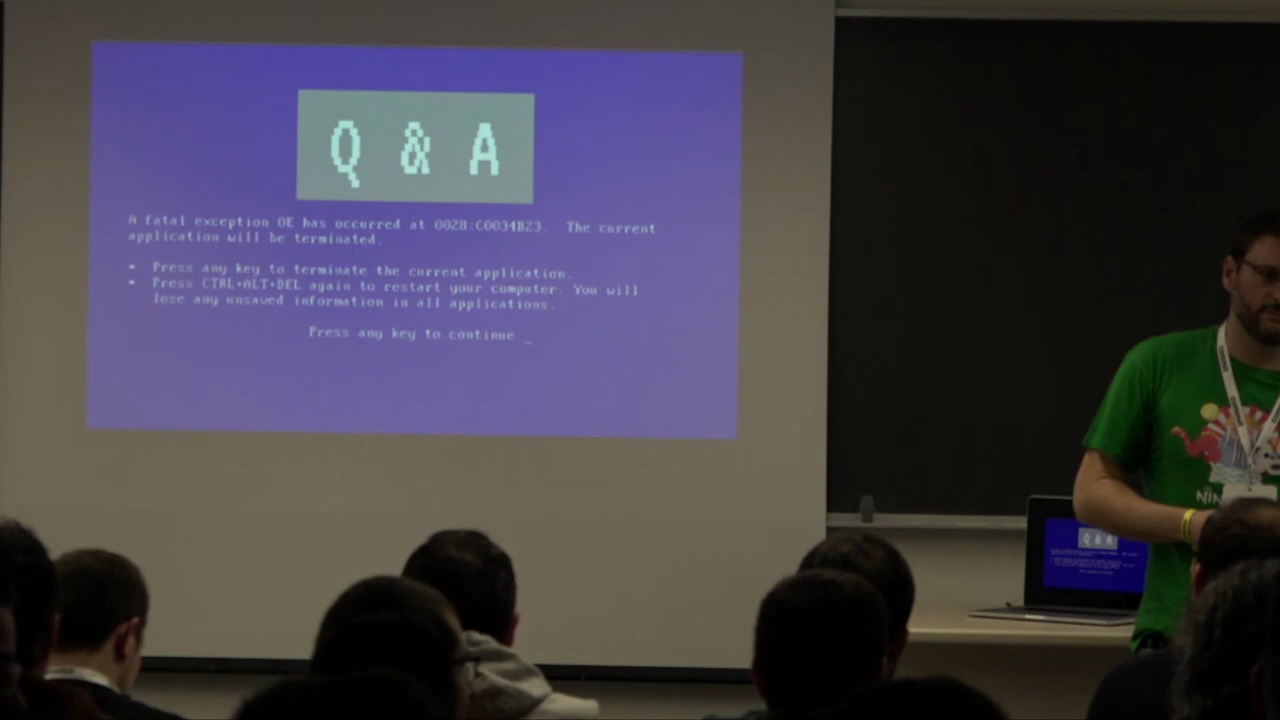 Q & A
A fatal exception 0E has occurred at 0028:C0034B23. The current
application will be terminated.
* Press any key to terminate the current application.
* Press CTRL+ALT+DEL again to restart your computer. You will
lose any unsaved information in all applications.
Press any key to continue _
Q & A
NIN